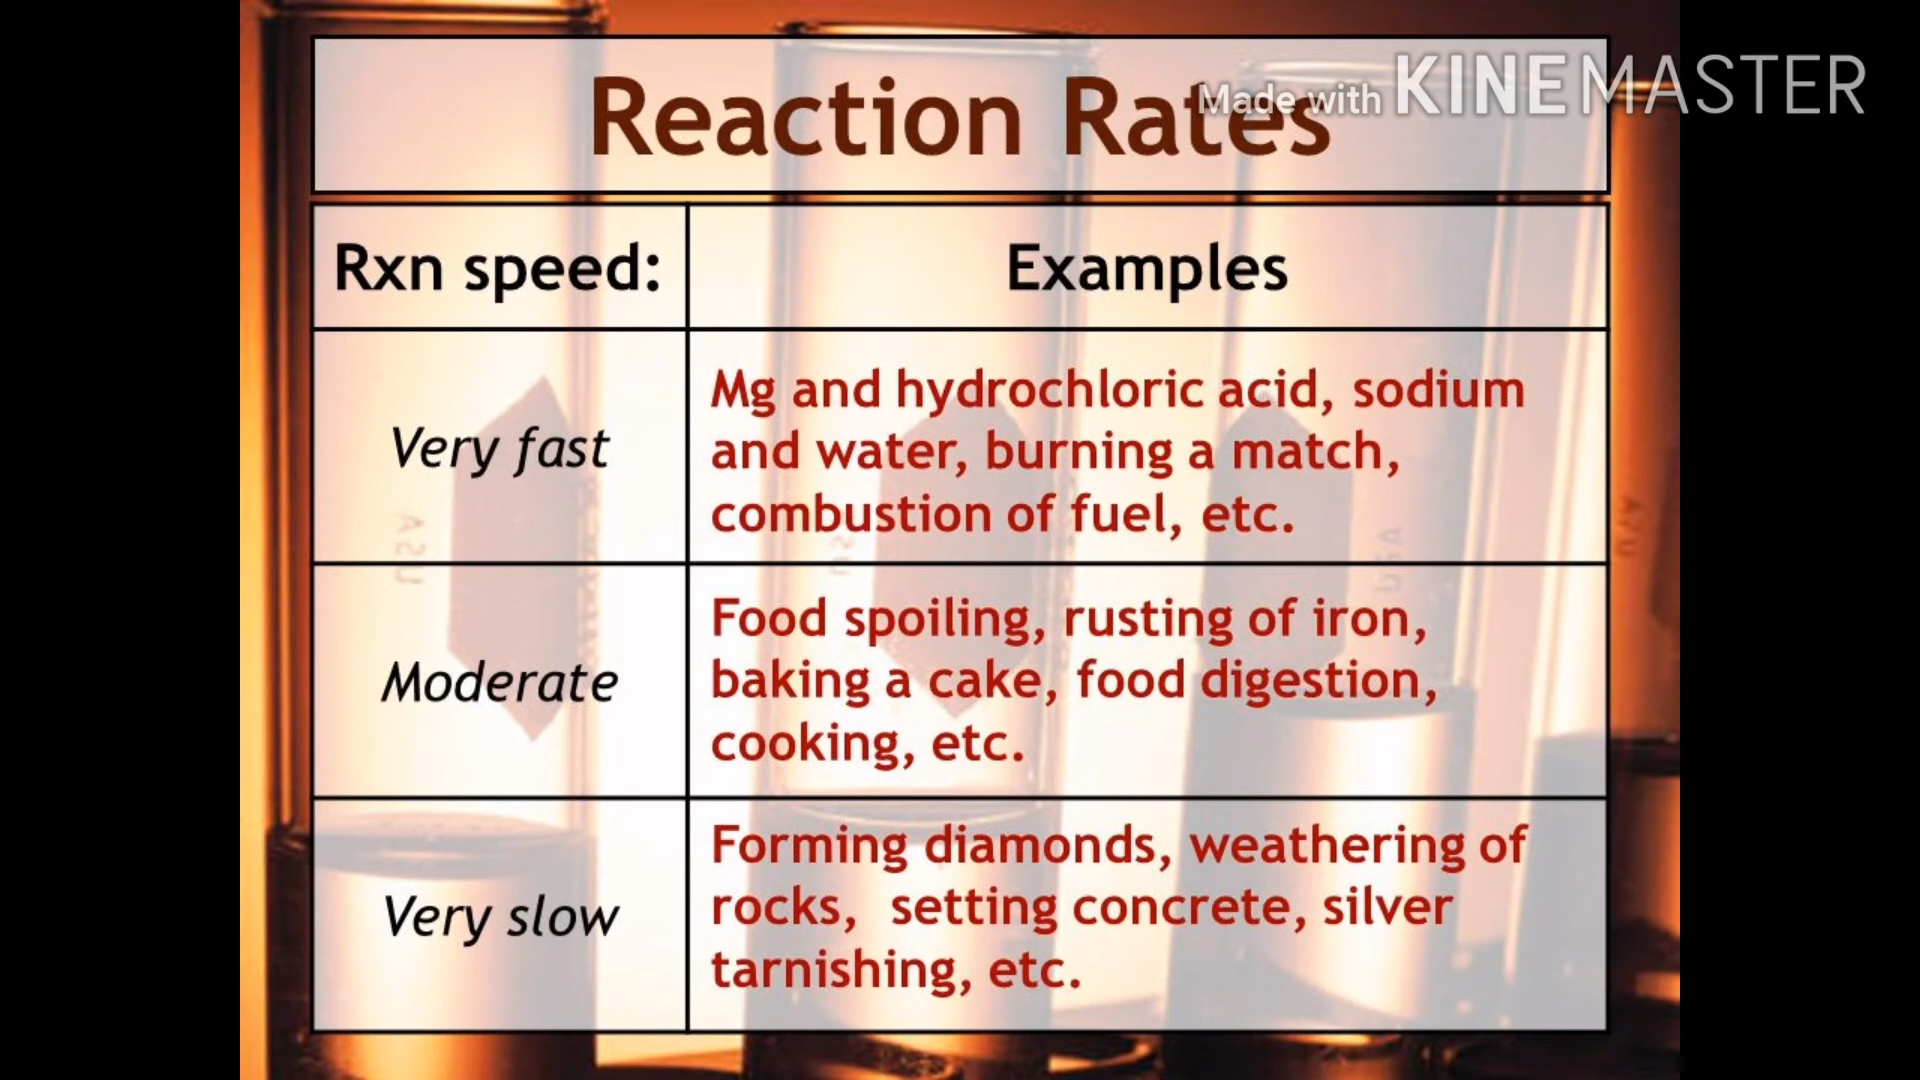 Reaction Rates
Made with KINEMASTER
Rxn speed:
Examples
Very fast
Mg and hydrochloric acid, sodium
and water, burning a match,
combustion of fuel, etc.
Moderate
Food spoiling, rusting of iron,
baking a cake, food digestion,
cooking, etc.
Very slow
Forming diamonds, weathering of
rocks,  setting concrete, silver
tarnishing, etc.